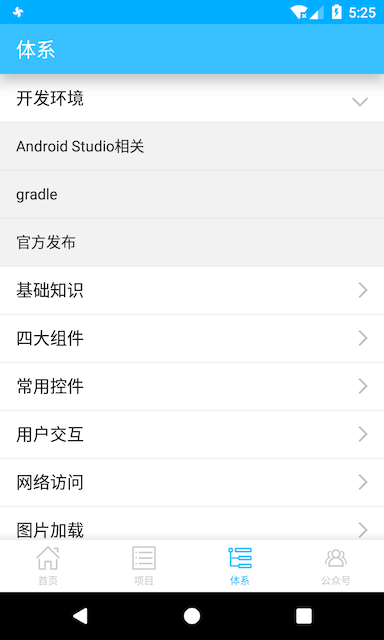 5:25
体系
开发环境
Android Studio相关
gradle
官方发布
基础知识
四大组件
常用控件
用户交互
网络访问
图片加载
首页 项目 体系 公众号